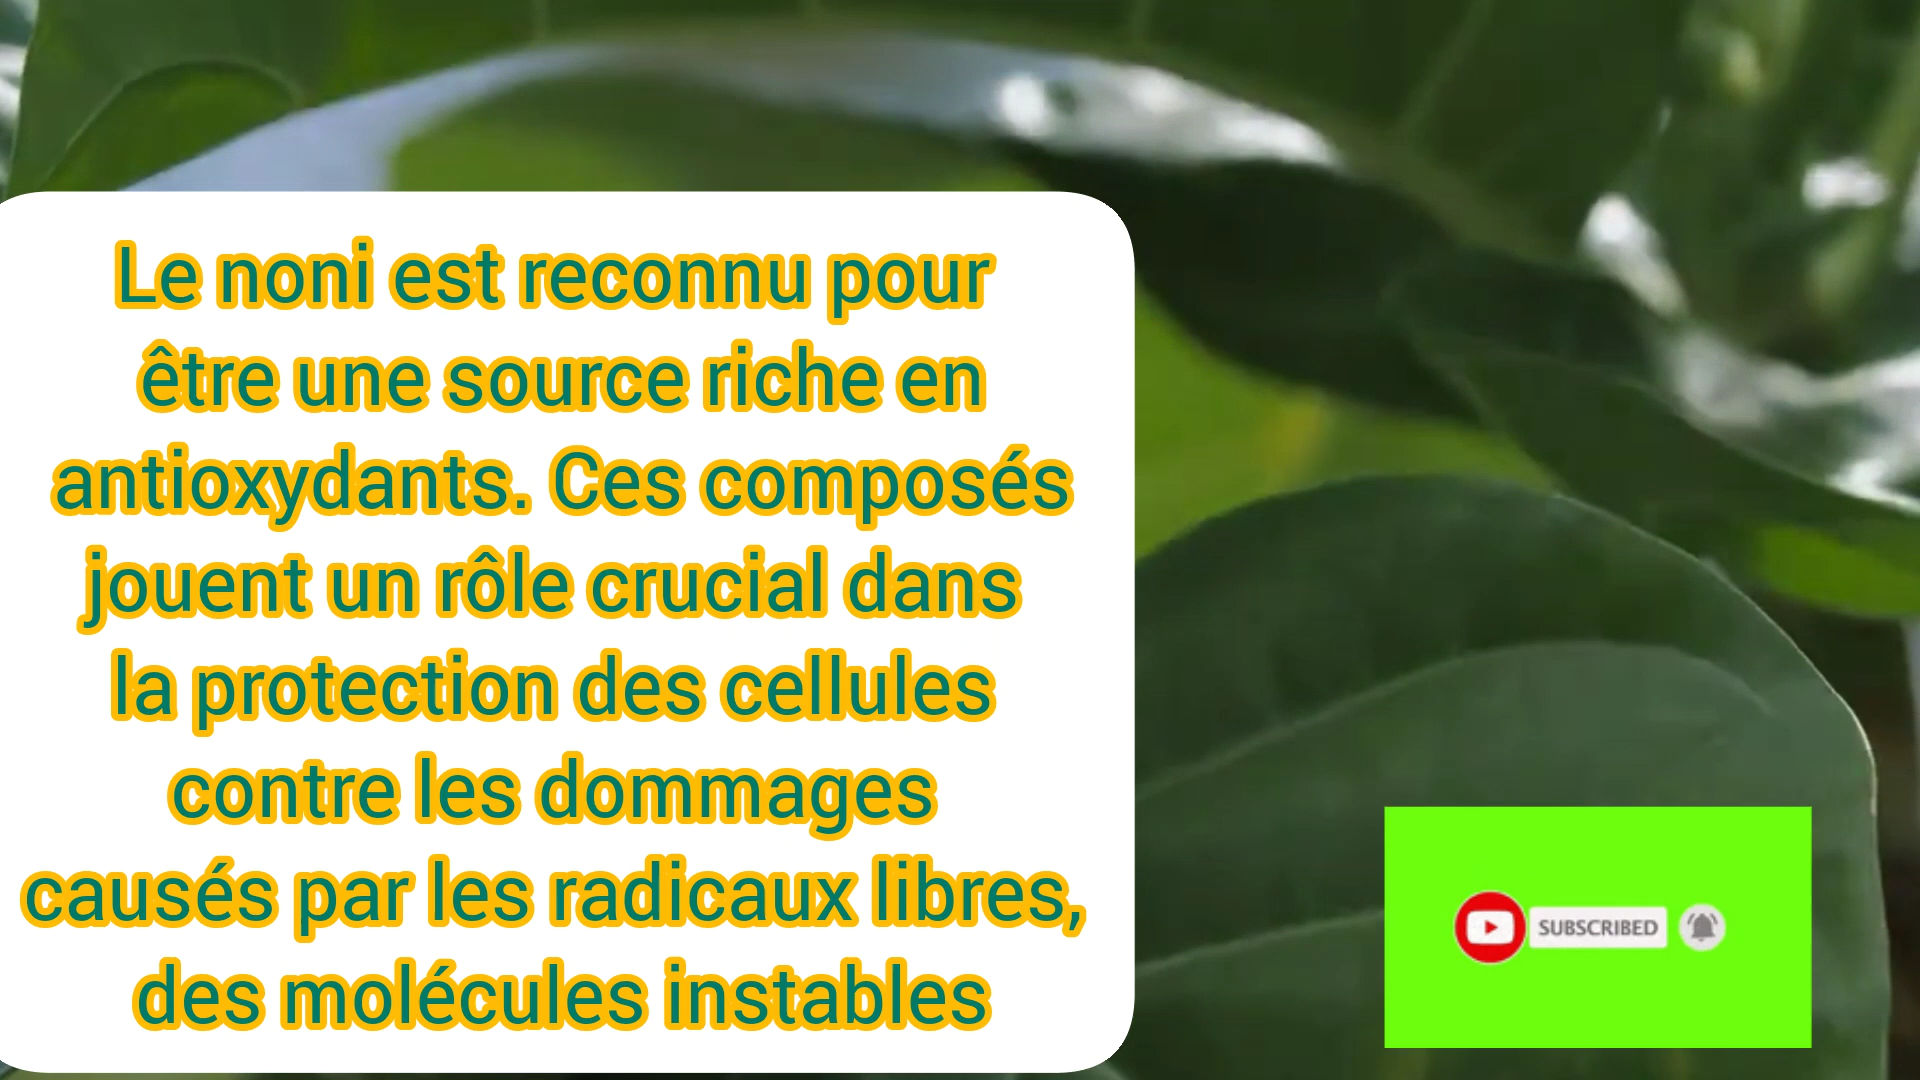 Le noni est reconnu pour
être une source riche en
antioxydants. Ces composés
jouent un rôle crucial dans
la protection des cellules
contre les dommages
causés par les radicaux libres,
des molécules instables
SUBSCRIBED